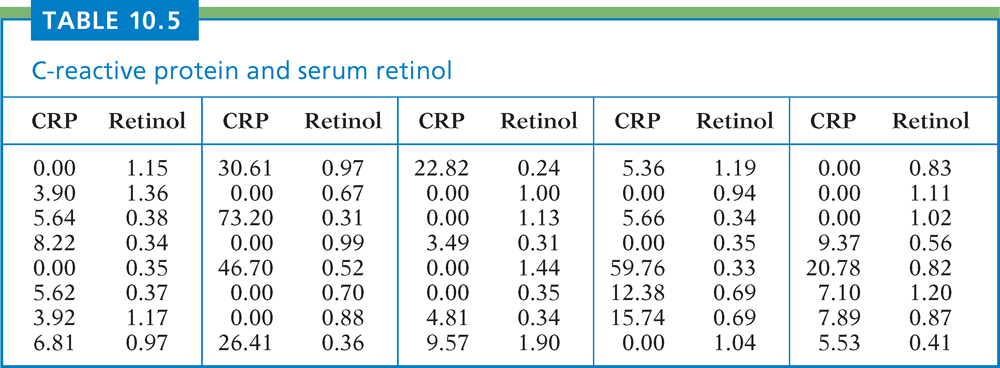 TABLE 10.5
C-reactive protein and serum retinol
CRP Retinol CRP Retinol CRP Retinol CRP Retinol CRP Retinol
0.00 1.15 30.61 0.97 22.82 0.24 5.36 1.19 0.00 0.83
3.90 1.36 0.00 0.67 0.00 1.00 0.00 0.94 0.00 1.11
5.64 0.38 73.20 0.31 0.00 1.13 5.66 0.34 0.00 1.02
8.22 0.34 0.00 0.99 3.49 0.31 0.00 0.35 9.37 0.56
0.00 0.35 46.70 0.52 0.00 1.44 59.76 0.33 20.78 0.82
5.62 0.37 0.00 0.70 0.00 0.35 12.38 0.69 7.10 1.20
3.92 1.17 0.00 0.88 4.81 0.34 15.74 0.69 7.89 0.87
6.81 0.97 26.41 0.36 9.57 1.90 0.00 1.04 5.53 0.41